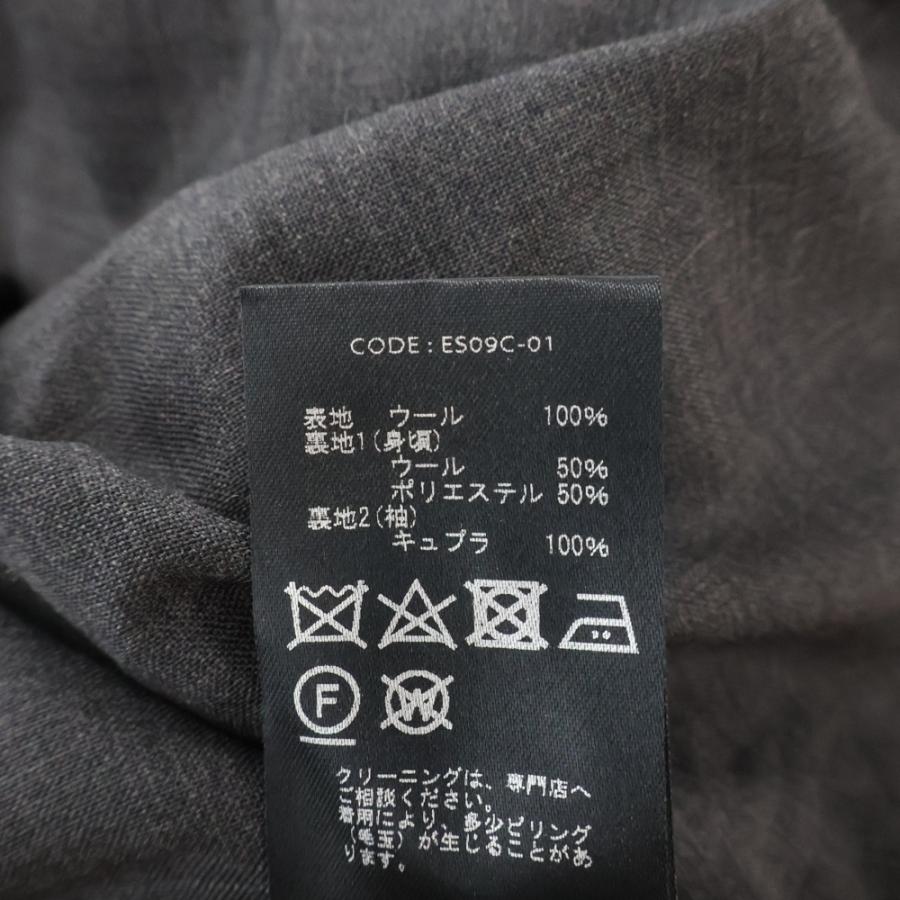 CODE : ES09C-01
表地 ウール 100%
裏地1(身頃)
ウール 50%
ポリエステル 50%
裏地2(袖)
キュプラ 100%
F W
クリーニングは、専門店へ
ご相談ください。
着用により、多少ピリング
(毛玉)が生じることがあ
ります。